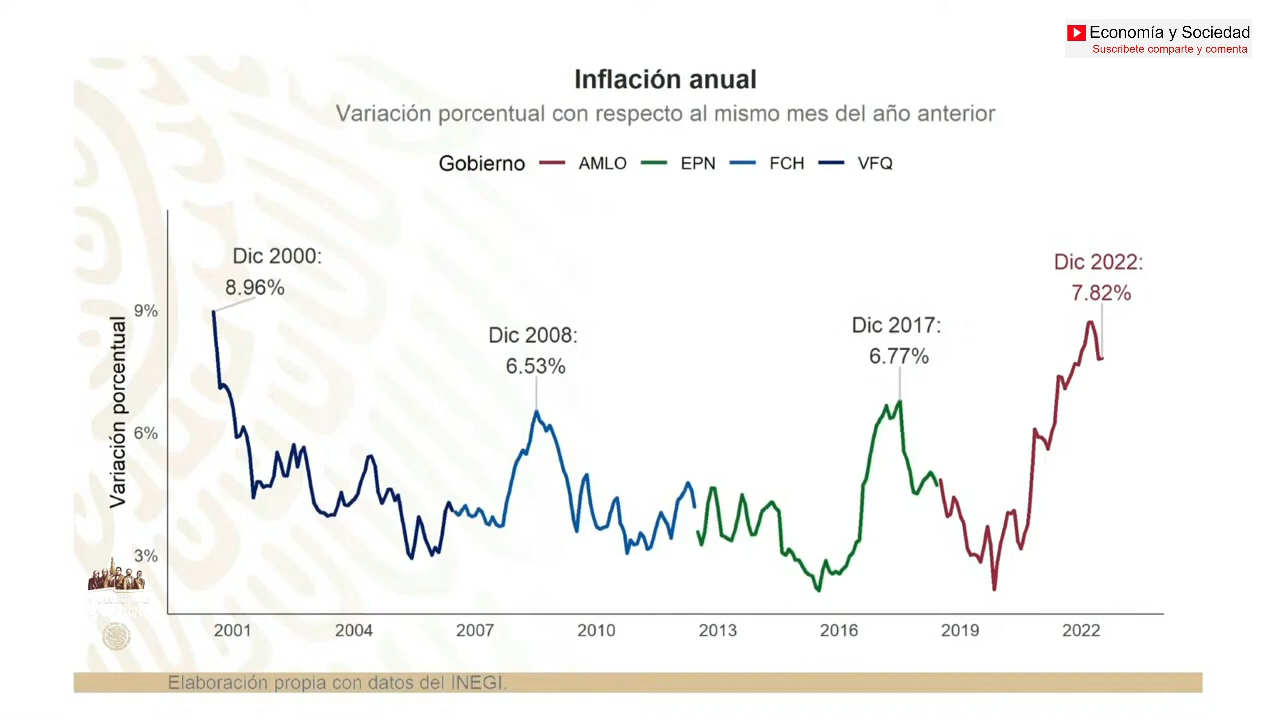 Economía y Sociedad
Suscribete comparte y comenta
Inflación anual
Variación porcentual con respecto al mismo mes del año anterior
Gobierno AMLO EPN FCH VFQ
Dic 2000:
8.96%
Dic 2008:
6.53%
Dic 2017:
6.77%
Dic 2022:
7.82%
Variación porcentual
9%
6%
3%
2001 2004 2007 2010 2013 2016 2019 2022
Elaboración propia con datos del INEGI.